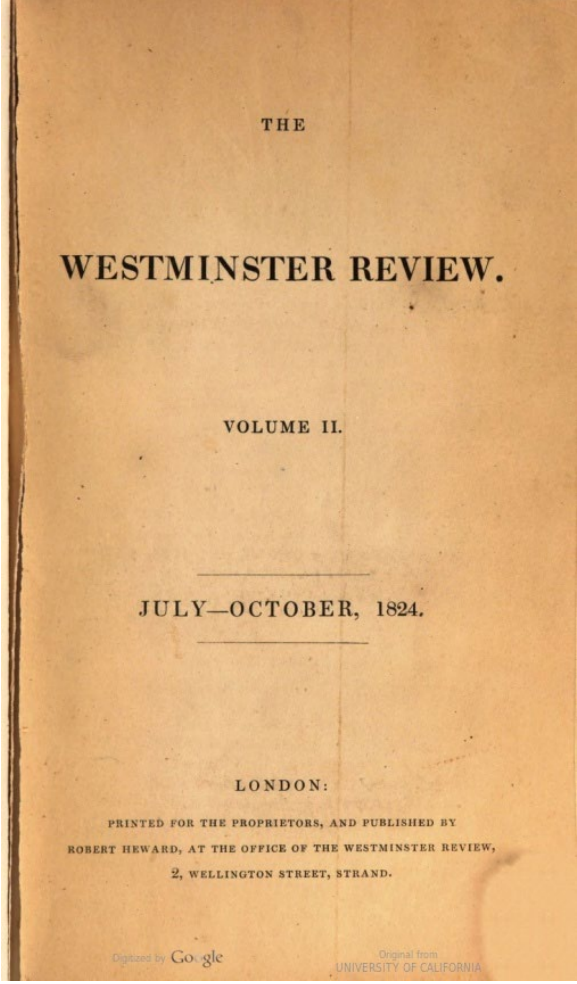 THE
WESTMINSTER REVIEW.
VOLUME II.
JULY—OCTOBER, 1824.
LONDON:
PRINTED FOR THE PROPRIETORS, AND PUBLISHED BY
ROBERT HEWARD, AT THE OFFICE OF THE WESTMINSTER REVIEW,
2, WELLINGTON STREET, STRAND.
Digitized by Google
Original from
UNIVERSITY OF CALIFORNIA